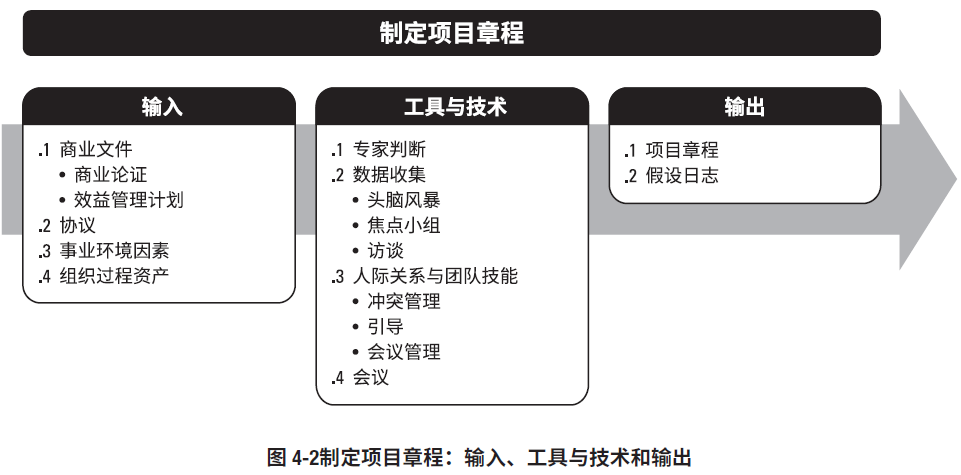 制定项目章程
输入
.1 商业文件
• 商业论证
• 效益管理计划
.2 协议
.3 事业环境因素
.4 组织过程资产
工具与技术
.1 专家判断
.2 数据收集
• 头脑风暴
• 焦点小组
• 访谈
.3 人际关系与团队技能
• 冲突管理
• 引导
• 会议管理
.4 会议
输出
.1 项目章程
.2 假设日志
图 4-2制定项目章程：输入、工具与技术和输出